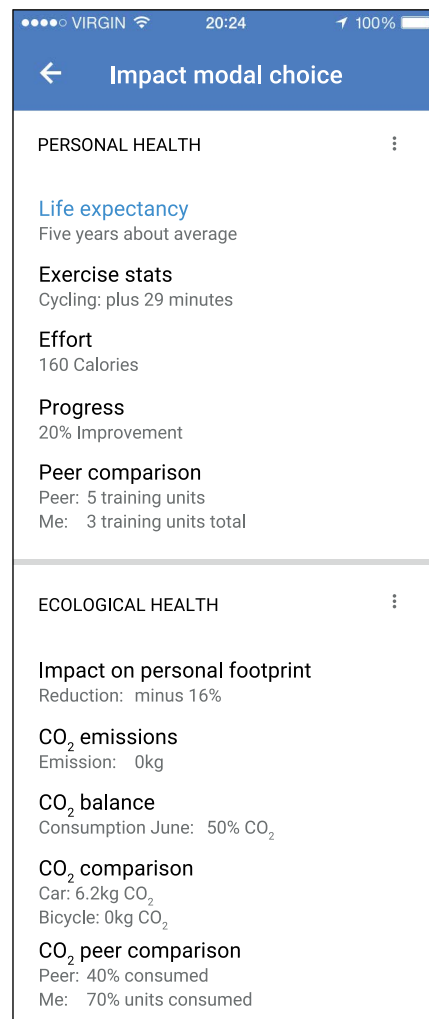 VIRGIN 20:24 100%
Impact modal choice
PERSONAL HEALTH
Life expectancy
Five years about average
Exercise stats
Cycling: plus 29 minutes
Effort
160 Calories
Progress
20% Improvement
Peer comparison
Peer: 5 training units
Me: 3 training units total
ECOLOGICAL HEALTH
Impact on personal footprint
Reduction: minus 16%
CO₂ emissions
Emission: 0kg
CO₂ balance
Consumption June: 50% CO₂
CO₂ comparison
Car: 6.2kg CO₂
Bicycle: 0kg CO₂
CO₂ peer comparison
Peer: 40% consumed
Me: 70% units consumed